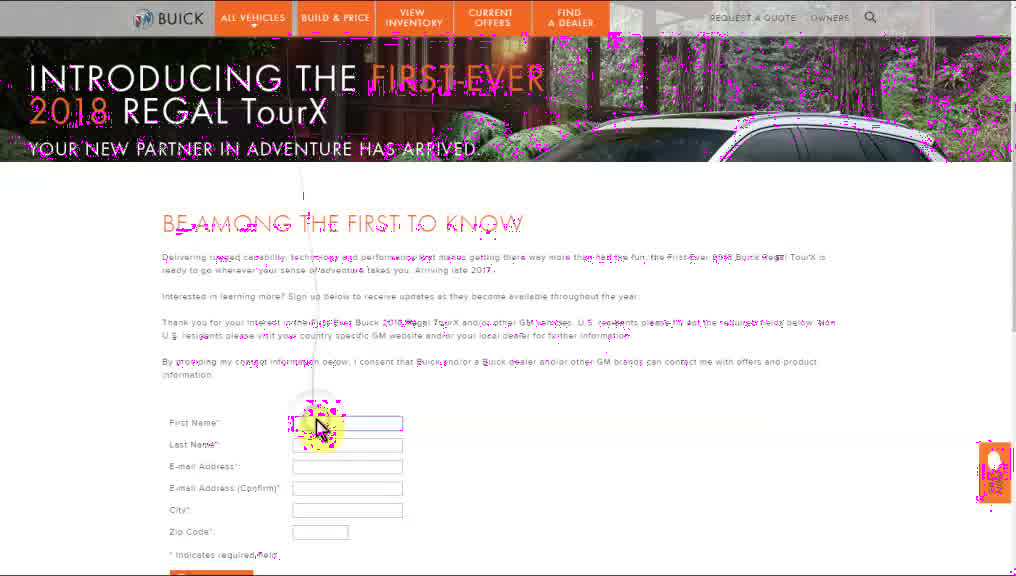 BUICK
ALL VEHICLES
BUILD & PRICE
VIEW INVENTORY
CURRENT OFFERS
FIND A DEALER
REQUEST A QUOTE
OWNERS
INTRODUCING THE FIRST-EVER
2018 REGAL TourX
YOUR NEW PARTNER IN ADVENTURE HAS ARRIVED.
BE AMONG THE FIRST TO KNOW
Delivering rugged capability, technology and performance that makes getting there way more than half the fun, the First-Ever 2018 Buick Regal TourX is
ready to go wherever your sense of adventure takes you. Arriving late 2017.
Interested in learning more? Sign up below to receive updates as they become available throughout the year.
Thank you for your interest in the First-Ever Buick 2018 Regal TourX and/or other GM vehicles. U.S. residents please fill out the required fields below. Non
U.S. residents please visit your country specific GM website and/or your local dealer for further information.
By providing my contact information below, I consent that Buick and/or a Buick dealer and/or other GM brands can contact me with offers and product
information.
First Name*:
Last Name*:
E-mail Address*:
E-mail Address (Confirm)*
City*:
Zip Code*:
* Indicates required field